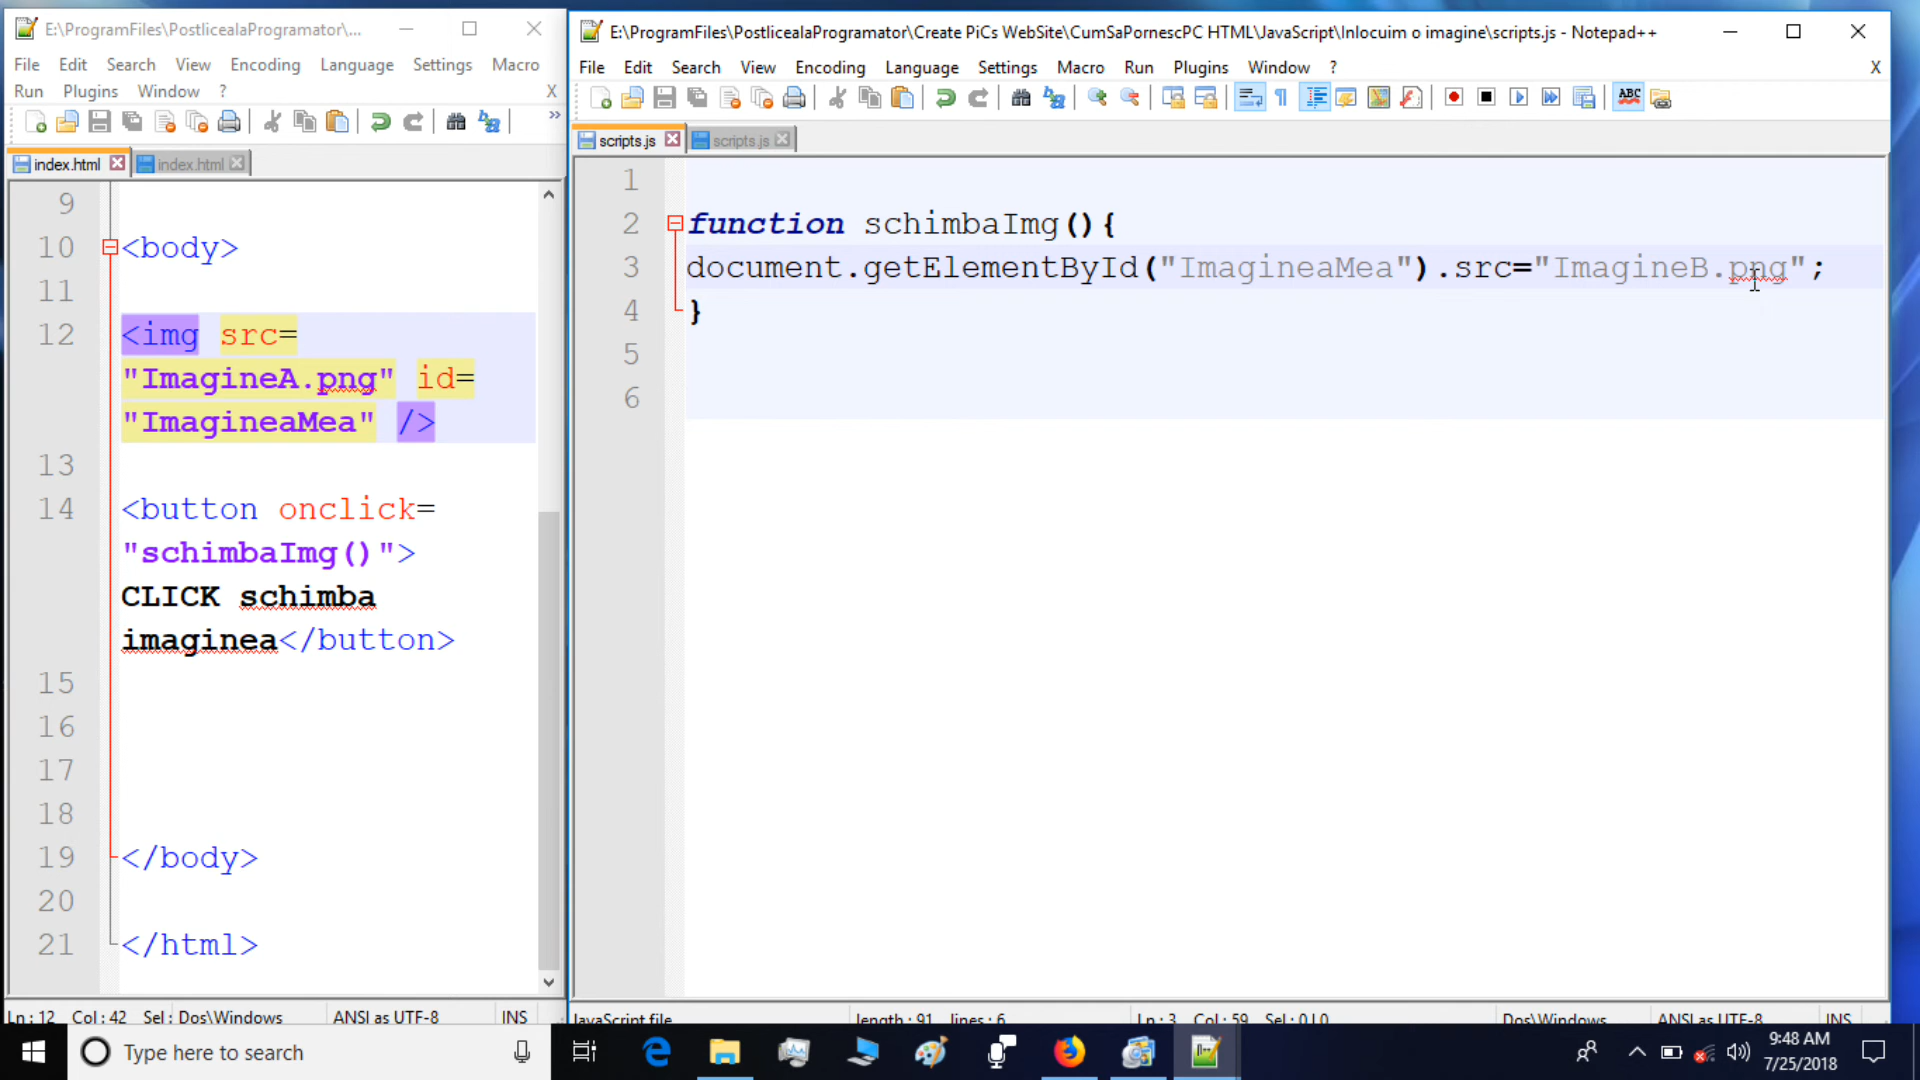 E:\ProgramFiles\PostlicealaProgramator\...
File Edit Search View Encoding Language Settings Macro
Run Plugins Window ? X
index.html index.html
9
10 <body>
11
12 <img src=
"ImagineA.png" id=
"ImagineaMea" />
13
14 <button onclick=
"schimbaImg()">
CLICK schimba
imaginea</button>
15
16
17
18
19 </body>
20
21 </html>
Ln : 12 Col : 42 Sel : Dos\Windows ANSI as UTF-8 INS
E:\ProgramFiles\PostlicealaProgramator\Create PiCs WebSite\CumSaPornescPC HTML\JavaScript\Inlocuim o imagine\scripts.js - Notepad++
File Edit Search View Encoding Language Settings Macro Run Plugins Window ? X
ABC
scripts.js scripts.js
1
2 function schimbaImg(){
3 document.getElementById("ImagineaMea").src="ImagineB.png";
4 }
5
6
JavaScript file length : 91 lines : 6 Ln : 3 Col : 59 Sel : 0 | 0 Dos\Windows ANSI as UTF-8 INS
Type here to search
9:48 AM
7/25/2018